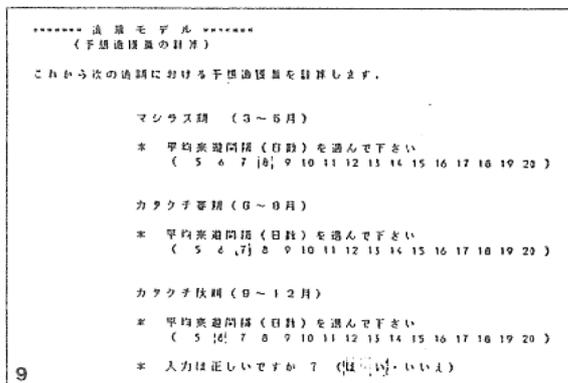 ******* 漁獲モデル *******
(予想漁獲量の計算)
これから次の漁期における予想漁獲量を計算します.
マシラス期 (3~5月)
* 平均来遊間隔(日数)を選んで下さい
( 5 6 7 8 9 10 11 12 13 14 15 16 17 18 19 20 )
カタクチ春期(6~8月)
* 平均来遊間隔(日数)を選んで下さい
( 5 6 7 8 9 10 11 12 13 14 15 16 17 18 19 20 )
カタクチ秋期(9~12月)
* 平均来遊間隔(日数)を選んで下さい
( 5 6 7 8 9 10 11 12 13 14 15 16 17 18 19 20 )
* 入力は正しいですか ? (はい・いいえ)
9